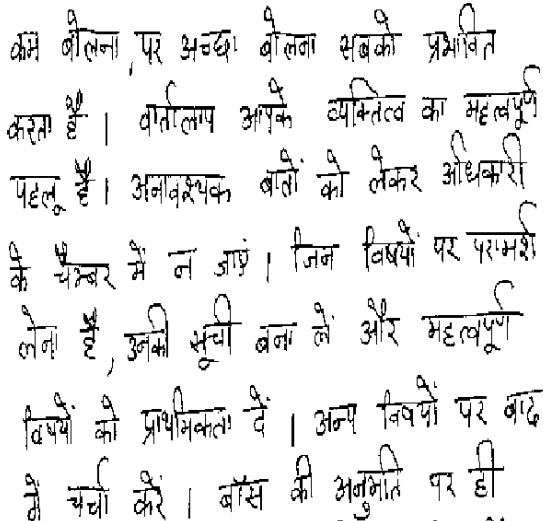 कम बोलना, पर अच्छा बोलना सबको प्रभावित
करता है । वार्तालाप आपके व्यक्तित्व का महत्वपूर्ण
पहलू है । अनावश्यक बातों को लेकर अधिकारी
के चैम्बर में न जाएं । जिन विषयों पर परामर्श
लेना है, उनकी सूची बना लें और महत्वपूर्ण
विषयों को प्राथमिकता दें । अन्य विषयों पर बाद
में चर्चा करें । बॉस की अनुमति पर ही